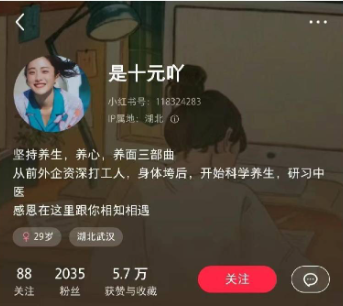 是十元吖
小红书号：118324283
IP属地：湖北
坚持养生，养心，养面三部曲
从前外企资深打工人，身体垮后，开始科学养生，研习中
医
感恩在这里跟你相知相遇
29岁 湖北武汉
88 2035 5.7 万
关注 粉丝 获赞与收藏 关注